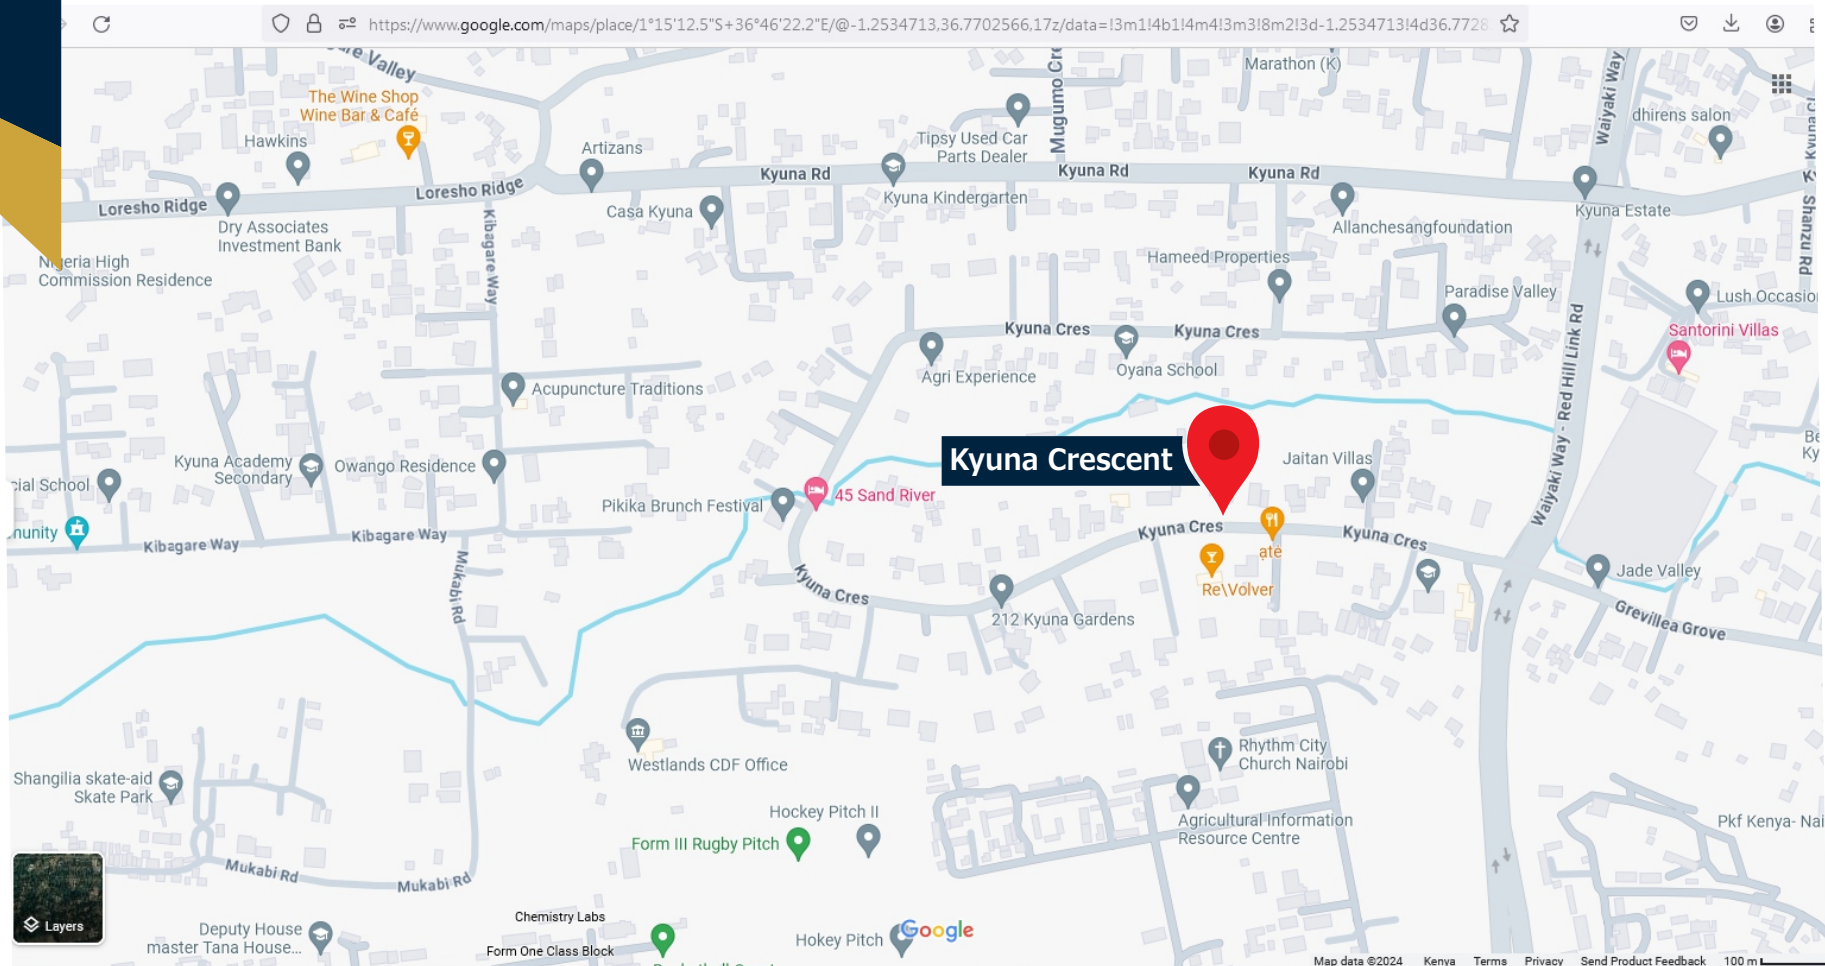 https://www.google.com/maps/place/1°15'12.5"S+36°46'22.2"E/@-1.2534713,36.7702566,17z/data=!3m1!4b1!4m4!3m3!8m2!3d-1.2534713!4d36.7728
Valley
Mugumo Cre
Marathon (K)
Waiyaki Way
The Wine Shop
Wine Bar & Café
Hawkins
Artizans
Tipsy Used Car
Parts Dealer
dhirens salon
Kyuna Rd
Kyuna Rd
Kyuna Rd
Loresho Ridge
Loresho Ridge
Kyuna Kindergarten
Casa Kyuna
Kyuna Estate
Dry Associates
Investment Bank
Kibagare Way
Allanchesangfoundation
Shanzu Rd
High
Commission Residence
Hameed Properties
Paradise Valley
Lush Occasio
Kyuna Cres
Kyuna Cres
Santorini Villas
Agri Experience
Oyana School
Acupuncture Traditions
Waiyaki Way - Red Hill Link Rd
Kyuna Crescent
Jaitan Villas
Be
Ky
Kyuna Academy
Secondary
Owango Residence
cial School
45 Sand River
Pikika Brunch Festival
munity
Kibagare Way
Kibagare Way
Kyuna Cres
Kyuna Cres
ate
Re\Volver
Jade Valley
Mukabi Rd
Kyuna Cres
212 Kyuna Gardens
Grevillea Grove
Westlands CDF Office
Rhythm City
Church Nairobi
Shangilia skate-aid
Skate Park
Hockey Pitch II
Agricultural Information
Resource Centre
Pkf Kenya- Nai
Form III Rugby Pitch
Mukabi Rd
Mukabi Rd
Layers
Chemistry Labs
Deputy House
master Tana House...
Form One Class Block
Hokey Pitch
Google
Map data ©2024 Kenya Terms Privacy Send Product Feedback 100 m